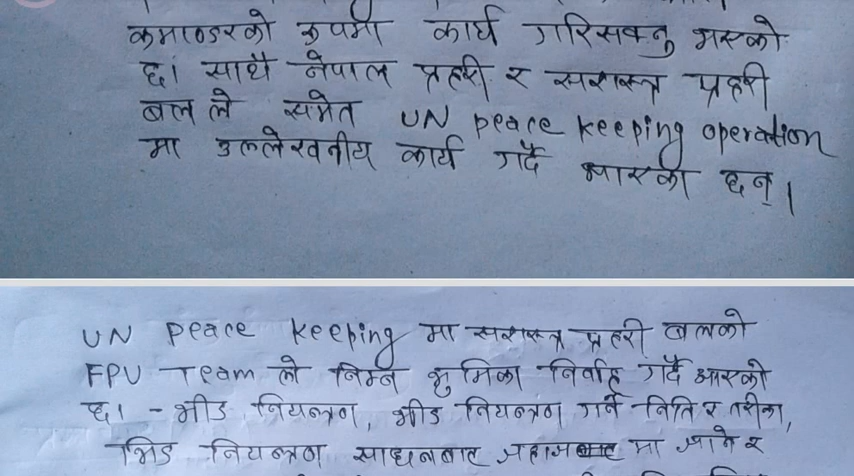 कमाण्डरको रुपमा कार्य गरिसक्नु भएको
छ। साथै नेपाल प्रहरी र सशस्त्र प्रहरी
बल ले समेत UN peace keeping operation
मा उल्लेखनीय कार्य गर्दै आएका छन्।
UN peace keeping मा सशस्त्र प्रहरी बलको
FPU Team ले निम्न भुमिका निर्वाह गर्दै आएको
छ। - भीड नियन्त्रण, भीड नियन्त्रण गर्ने निति र तरीका,
भिड नियन्त्रण साधनबाट मा जाने र